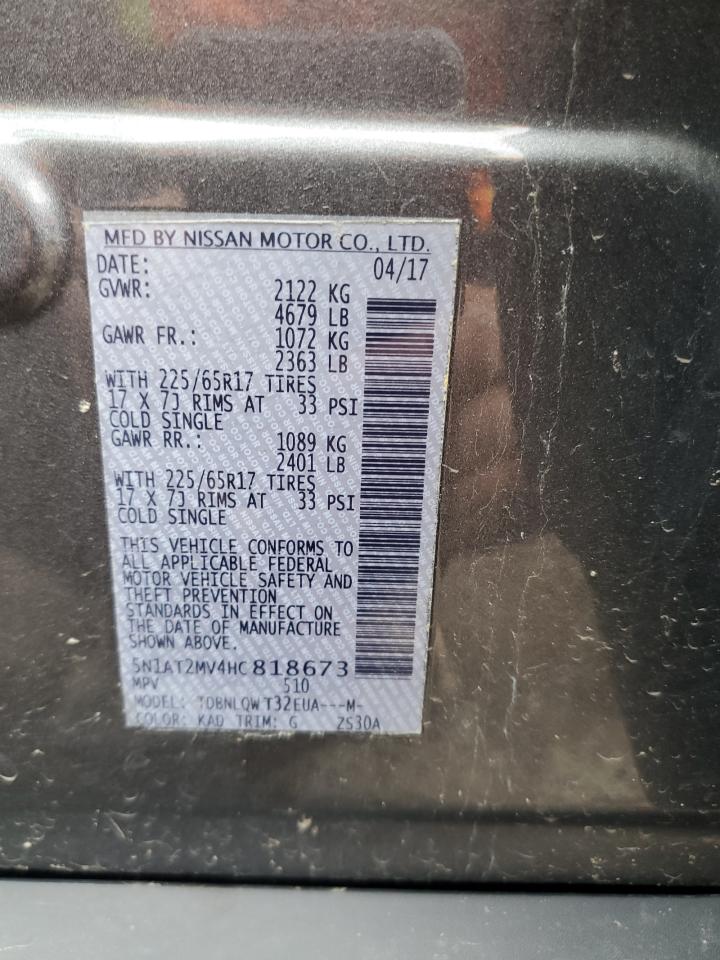 MFD BY NISSAN MOTOR CO., LTD.
DATE: 04/17
GVWR: 2122 KG
4679 LB
GAWR FR.: 1072 KG
2363 LB
WITH 225/65R17 TIRES
17 X 7J RIMS AT 33 PSI
COLD SINGLE
GAWR RR.: 1089 KG
2401 LB
WITH 225/65R17 TIRES
17 X 7J RIMS AT 33 PSI
COLD SINGLE
THIS VEHICLE CONFORMS TO
ALL APPLICABLE FEDERAL
MOTOR VEHICLE SAFETY AND
THEFT PREVENTION
STANDARDS IN EFFECT ON
THE DATE OF MANUFACTURE
SHOWN ABOVE.
5N1AT2MV4HC818673
MPV 510
MODEL: TDBNLQW T32EUA---M-
COLOR: KAD TRIM: G ZS30A